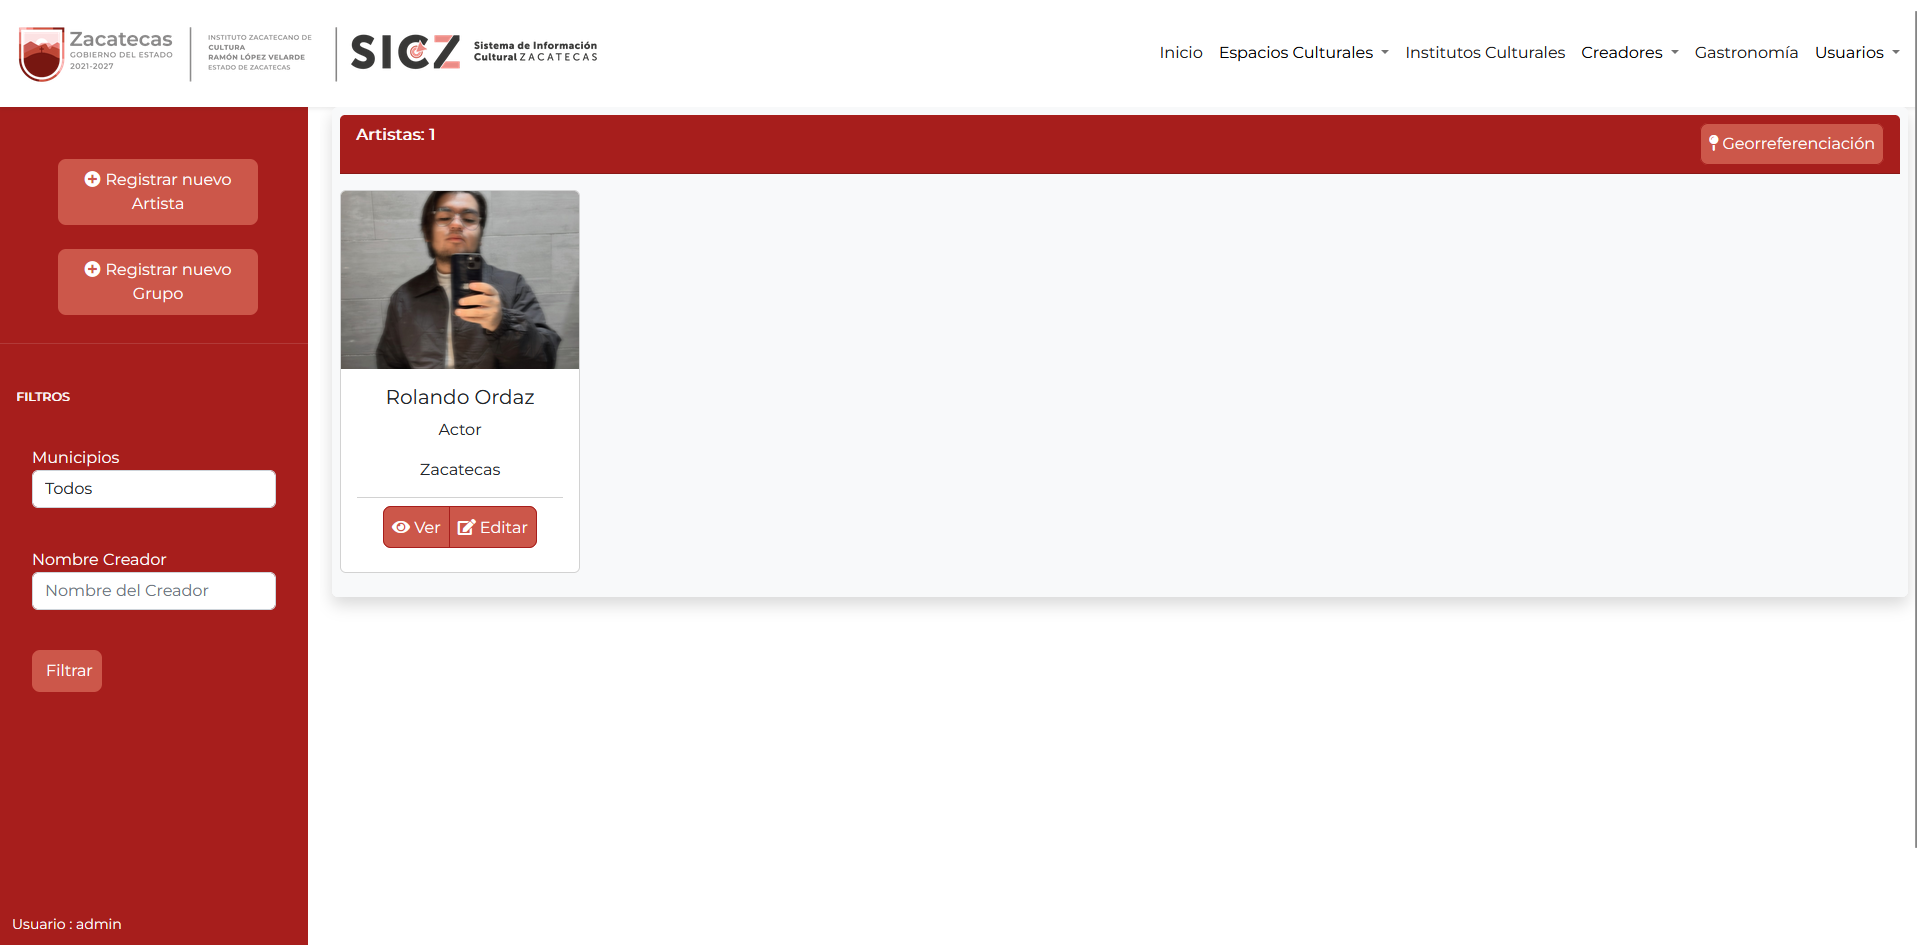 Zacatecas
GOBIERNO DEL ESTADO
2021-2027
INSTITUTO ZACATECANO DE
CULTURA
RAMÓN LÓPEZ VELARDE
ESTADO DE ZACATECAS
SICZ
Sistema de Información
Cultural ZACATECAS
Inicio
Espacios Culturales
Institutos Culturales
Creadores
Gastronomía
Usuarios
Registrar nuevo
Artista
Registrar nuevo
Grupo
FILTROS
Municipios
Todos
Nombre Creador
Nombre del Creador
Filtrar
Usuario : admin
Artistas: 1
Georreferenciación
Rolando Ordaz
Actor
Zacatecas
Ver
Editar